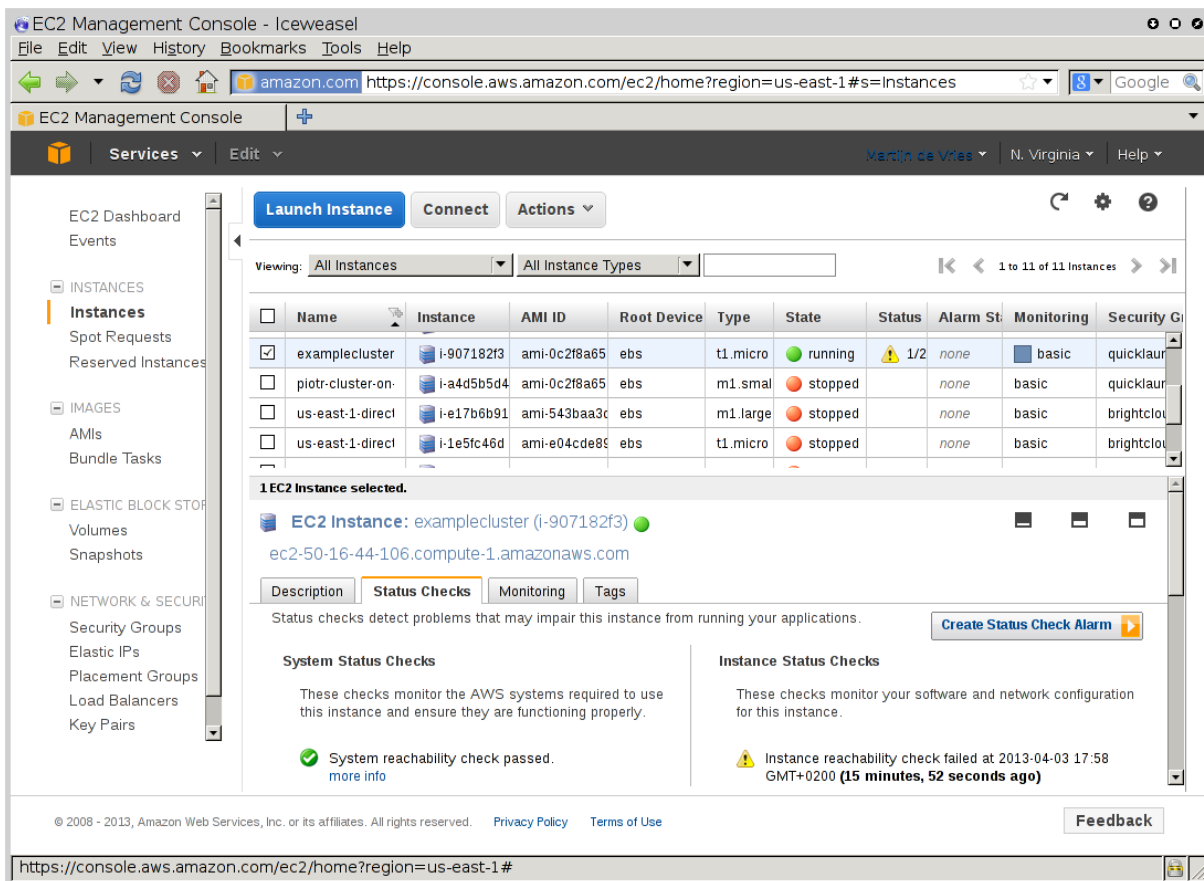 EC2 Management Console - Iceweasel
File Edit View History Bookmarks Tools Help
amazon.com https://console.aws.amazon.com/ec2/home?region=us-east-1#s=Instances Google
EC2 Management Console
Services Edit Martijn de Vries N. Virginia Help
EC2 Dashboard
Events
INSTANCES
Instances
Spot Requests
Reserved Instances
IMAGES
AMIs
Bundle Tasks
ELASTIC BLOCK STOR
Volumes
Snapshots
NETWORK & SECURI
Security Groups
Elastic IPs
Placement Groups
Load Balancers
Key Pairs
Launch Instance Connect Actions
Viewing: All Instances All Instance Types 1 to 11 of 11 Instances
Name Instance AMI ID Root Device Type State Status Alarm St Monitoring Security G
examplecluster i-907182f3 ami-0c2f8a65 ebs t1.micro running 1/2 none basic quicklaun
piotr-cluster-on- i-a4d5b5d4 ami-0c2f8a65 ebs m1.smal stopped none basic quicklaun
us-east-1-direct i-e17b6b91 ami-543baa3d ebs m1.large stopped none basic brightclou
us-east-1-direct i-1e5fc46d ami-e04cde89 ebs t1.micro stopped none basic brightclou
1 EC2 Instance selected.
EC2 Instance: examplecluster (i-907182f3)
ec2-50-16-44-106.compute-1.amazonaws.com
Description Status Checks Monitoring Tags
Status checks detect problems that may impair this instance from running your applications.
Create Status Check Alarm
System Status Checks
These checks monitor the AWS systems required to use
this instance and ensure they are functioning properly.
System reachability check passed.
more info
Instance Status Checks
These checks monitor your software and network configuration
for this instance.
Instance reachability check failed at 2013-04-03 17:58
GMT+0200 (15 minutes, 52 seconds ago)
© 2008 - 2013, Amazon Web Services, Inc. or its affiliates. All rights reserved. Privacy Policy Terms of Use Feedback
https://console.aws.amazon.com/ec2/home?region=us-east-1#